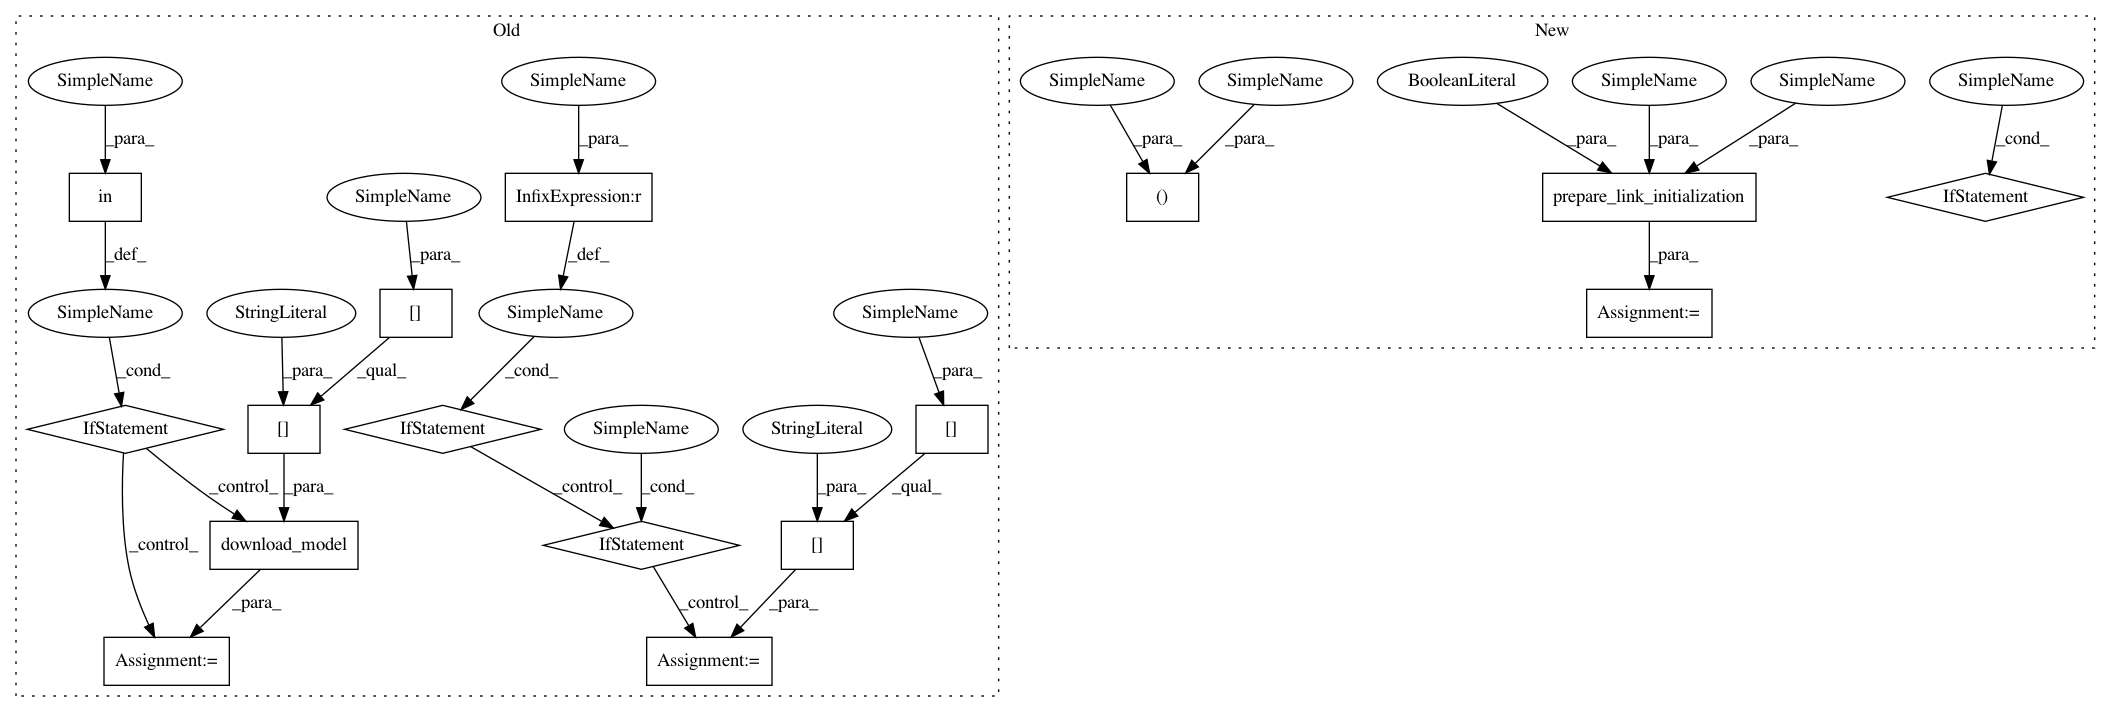 Old
New
SimpleName
SimpleName
SimpleName
SimpleName
BooleanLiteral
SimpleName
SimpleName
SimpleName
_para_
_para_
_para_
_para_
_para_
_para_
_para_
_cond_
in
SimpleName
InfixExpression:r
()
prepare_link_initialization
IfStatement
_def_
_para_
_def_
_para_
SimpleName
StringLiteral
[]
SimpleName
SimpleName
Assignment:=
_cond_
_para_
_qual_
_cond_
_para_
IfStatement
[]
IfStatement
SimpleName
StringLiteral
[]
_control_
_para_
_control_
_cond_
_para_
_qual_
_control_
download_model
IfStatement
[]
_para_
_control_
_para_
Assignment:=
Assignment:=